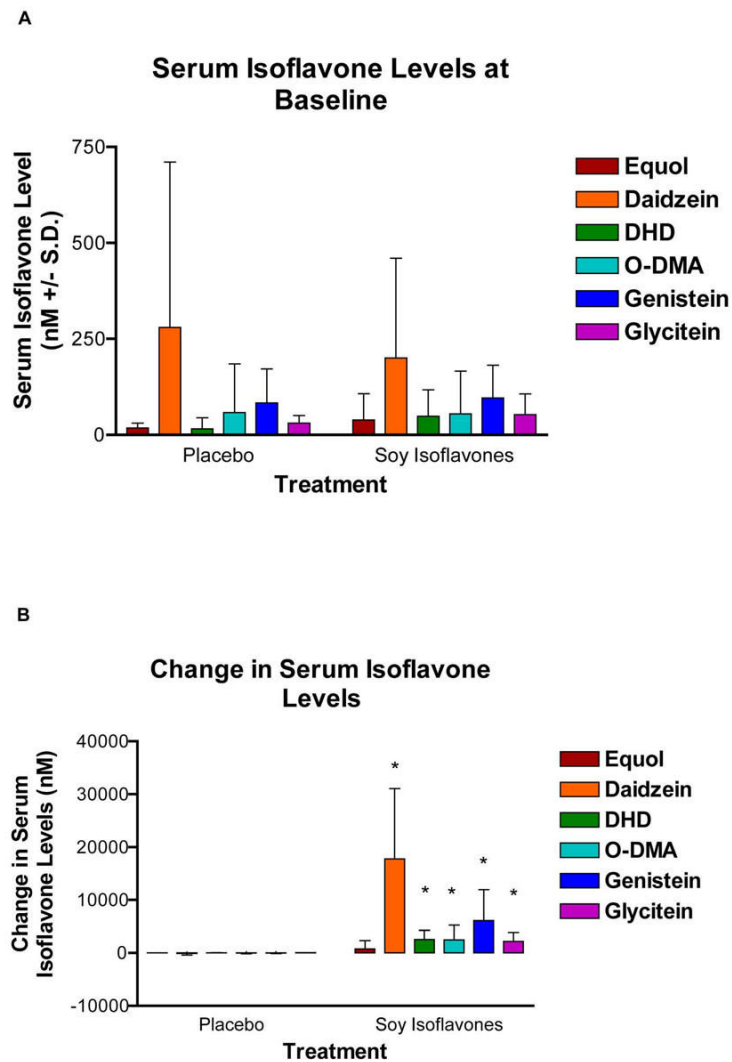 A
Serum Isoflavone Levels at
Baseline
750
500
250
0
Serum Isoflavone Level
(nM +/- S.D.)
Placebo
Soy Isoflavones
Treatment
Equol
Daidzein
DHD
O-DMA
Genistein
Glycitein
B
Change in Serum Isoflavone
Levels
40000
30000
20000
10000
0
-10000
Change in Serum
Isoflavone Levels (nM)
*
*
*
*
*
Placebo
Soy Isoflavones
Treatment
Equol
Daidzein
DHD
O-DMA
Genistein
Glycitein